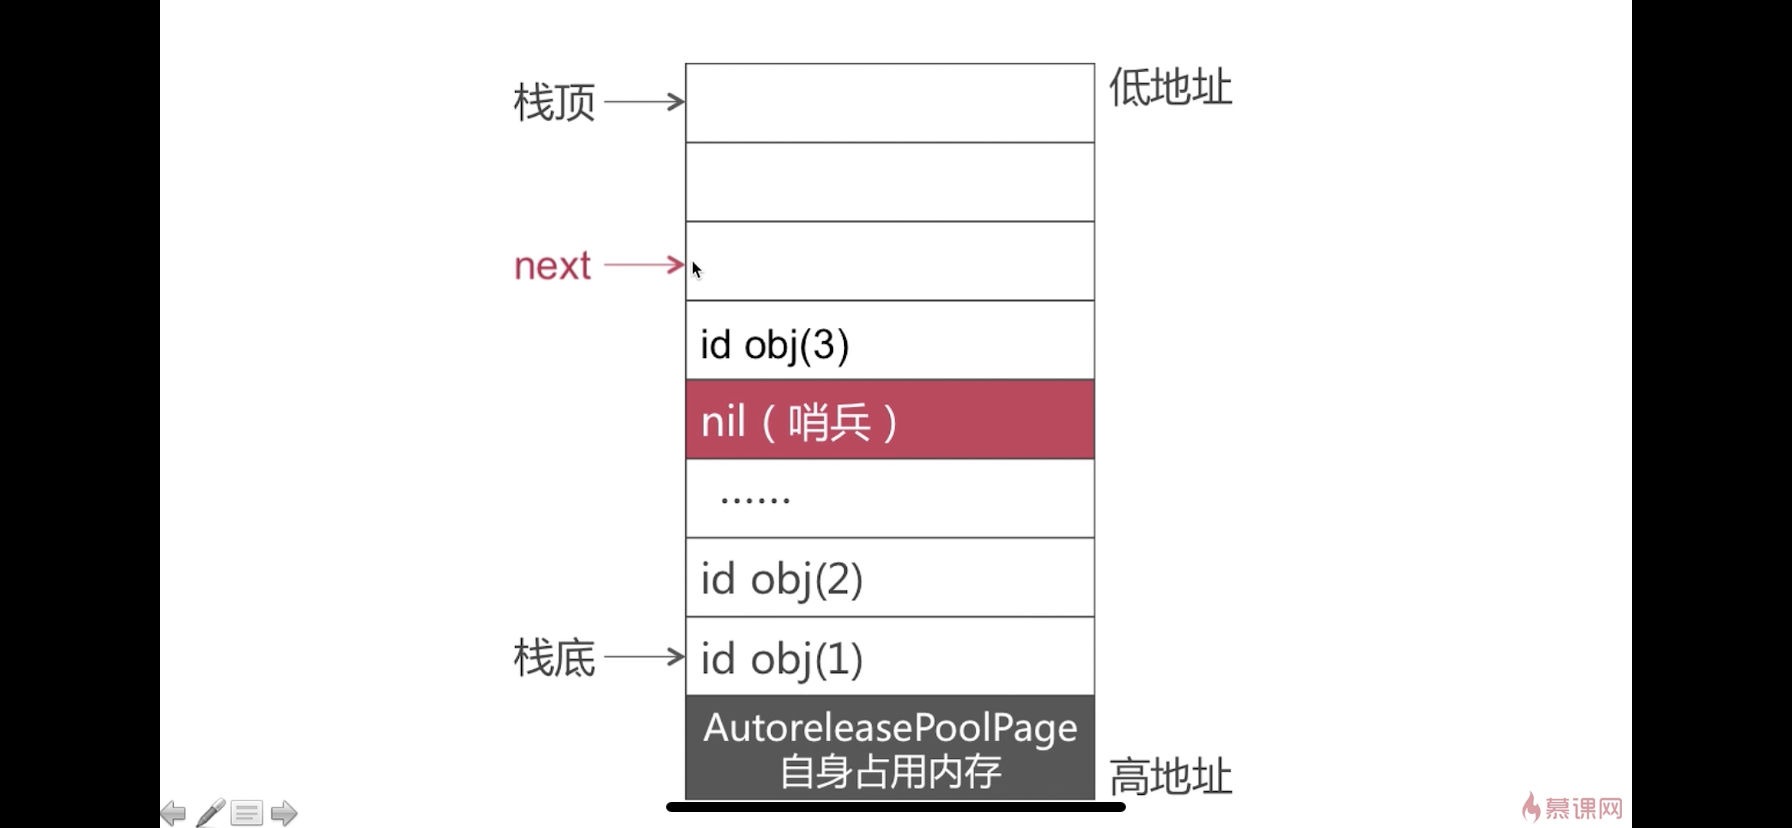 栈顶
低地址
next
id obj(3)
nil（哨兵）
......
id obj(2)
栈底
id obj(1)
AutoreleasePoolPage
自身占用内存
高地址
慕课网